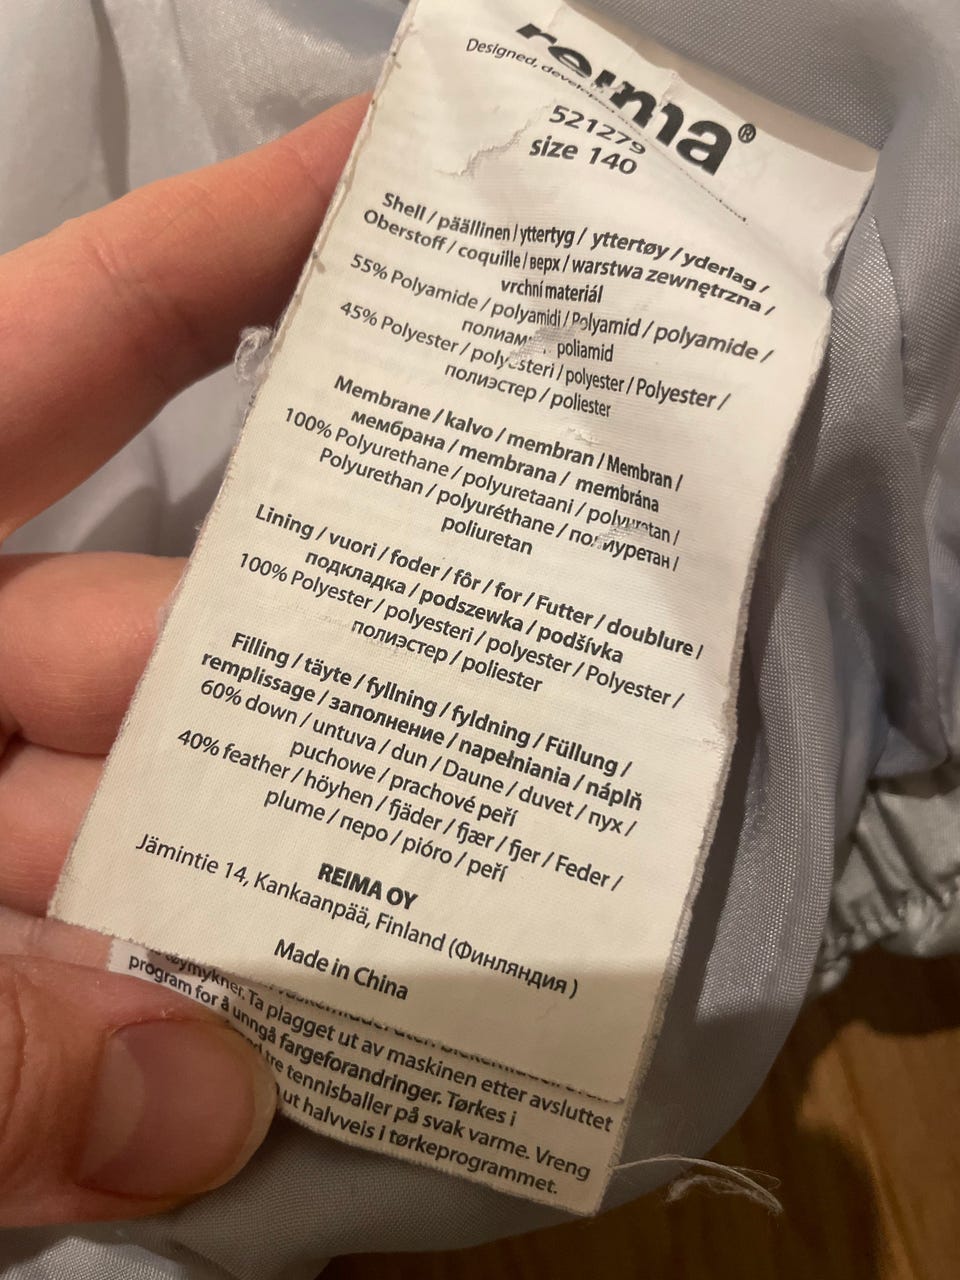 reima®
Designed, develope
521279
size 140
Shell / päällinen / yttertyg / yttertøy / yderlag /
Oberstoff / coquille / верх / warstwa zewnętrzna /
vrchní materiál
55% Polyamide / polyamidi / Polyamid / polyamide /
полиам poliamid
45% Polyester / polyesteri / polyester / Polyester /
полиэстер / poliester
Membrane / kalvo / membran / Membran /
мембрана / membrana / membrána
100% Polyurethane / polyuretaani / polyuretan /
Polyurethan / polyuréthane / полиуретан /
poliuretan
Lining / vuori / foder / fôr / for / Futter / doublure /
подкладка / podszewka / podšívka
100% Polyester / polyesteri / polyester / Polyester /
полиэстер / poliester
Filling / täyte / fyllning / fyldning / Füllung /
remplissage / заполнение / napełniania / náplň
60% down / untuva / dun / Daune / duvet / пух /
puchowe / prachové peří
40% feather / höyhen / fjäder / fjær / fjer / Feder /
plume / перо / pióro / peří
REIMA OY
Jämintie 14, Kankaanpää, Finland (Финляндия )
Made in China
program for å unngå fargeforandringer. Tørkes i
Ta plagget ut av maskinen etter avsluttet
tre tennisballer på svak varme. Vreng
ut halvveis i tørkeprogrammet.